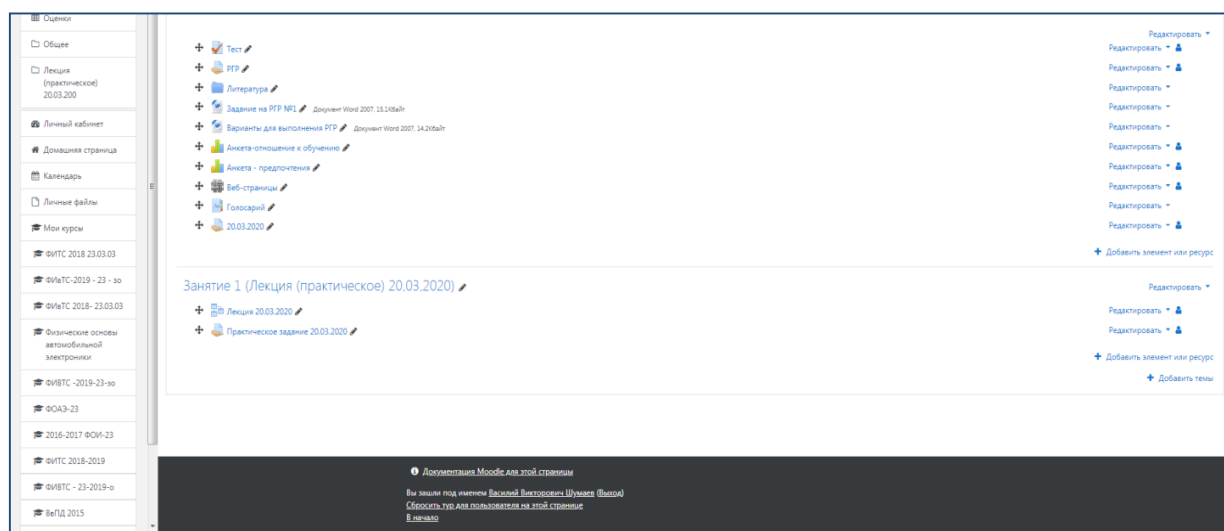 Оценки
Общее
Лекция
(практическое)
20.03.200
Личный кабинет
Домашняя страница
Календарь
Личные файлы
Мои курсы
ФИТС 2018 23.03.03
ФИвТС-2019 - 23 - зо
ФИвТС 2018- 23.03.03
Физические основы
автомобильной
электроники
ФИВТС -2019-23-зо
ФОАЭ-23
2016-2017 ФОИ-23
ФИТС 2018-2019
ФИВТС - 23-2019-о
ВеПД 2015
Редактировать
Тест Редактировать
РГР Редактировать
Литература Редактировать
Задание на РГР №1 Документ Word 2007, 15.1Кбайт Редактировать
Варианты для выполнения РГР Документ Word 2007, 14.2Кбайт Редактировать
Анкета-отношение к обучению Редактировать
Анкета - предпочтения Редактировать
Веб-страницы Редактировать
Голосарий Редактировать
20.03.2020 Редактировать
+ Добавить элемент или ресурс
Занятие 1 (Лекция (практическое) 20.03.2020) Редактировать
Лекция 20.03.2020 Редактировать
Практическое задание 20.03.2020 Редактировать
+ Добавить элемент или ресурс
+ Добавить темы
Документация Moodle для этой страницы
Вы зашли под именем Василий Викторович Шумаев (Выход)
Сбросить тур для пользователя на этой странице
В начало